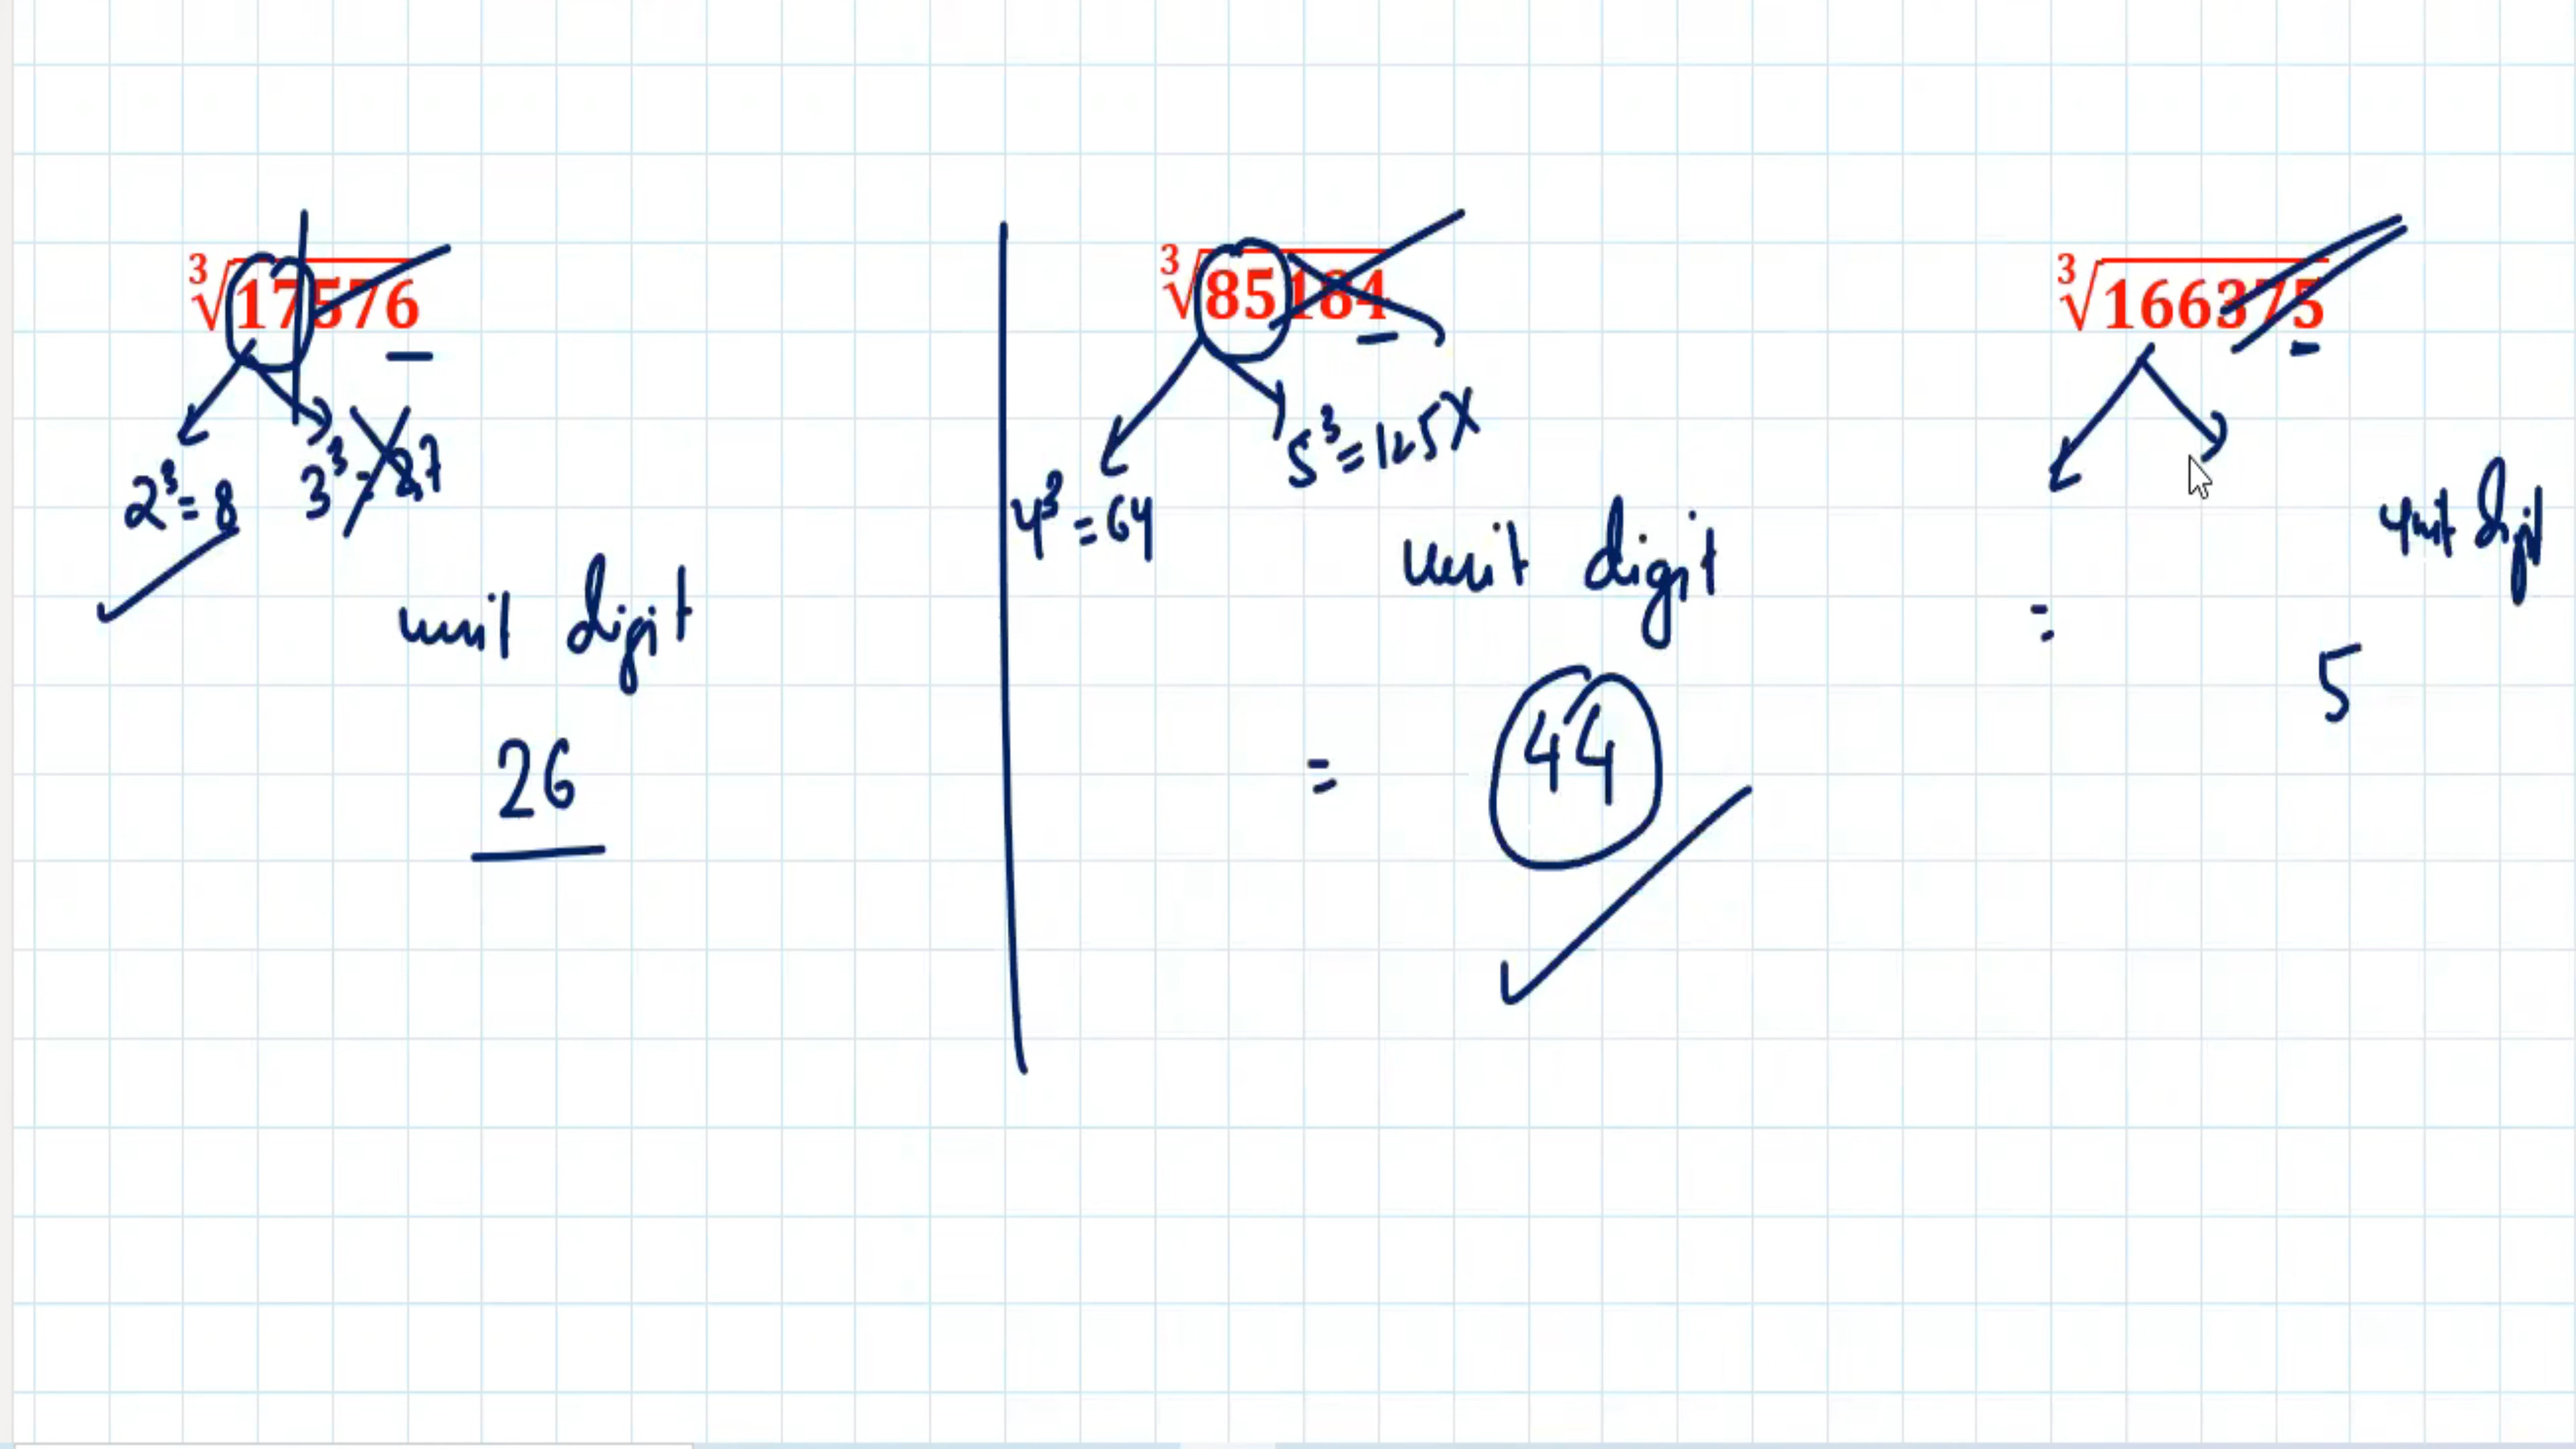 ∛17576
2³ = 8
3³ = 27
unit digit
26
∛85184
4³ = 64
5³ = 125 X
unit digit
= 44
∛166375
unit digit
=
5